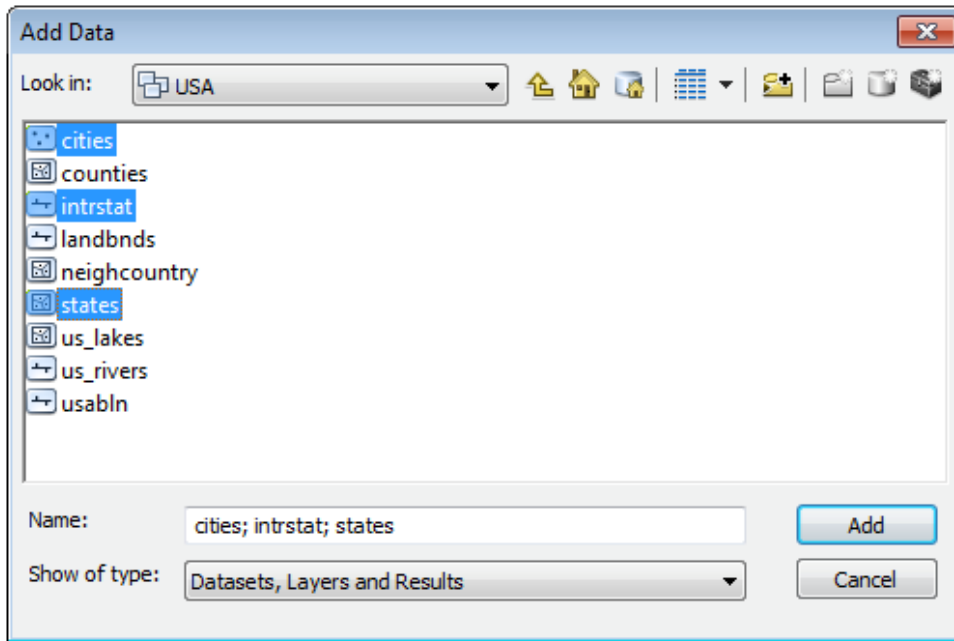 Add Data
Look in: USA
cities
counties
intrstat
landbnds
neighcountry
states
us_lakes
us_rivers
usabln
Name: cities; intrstat; states Add
Show of type: Datasets, Layers and Results Cancel